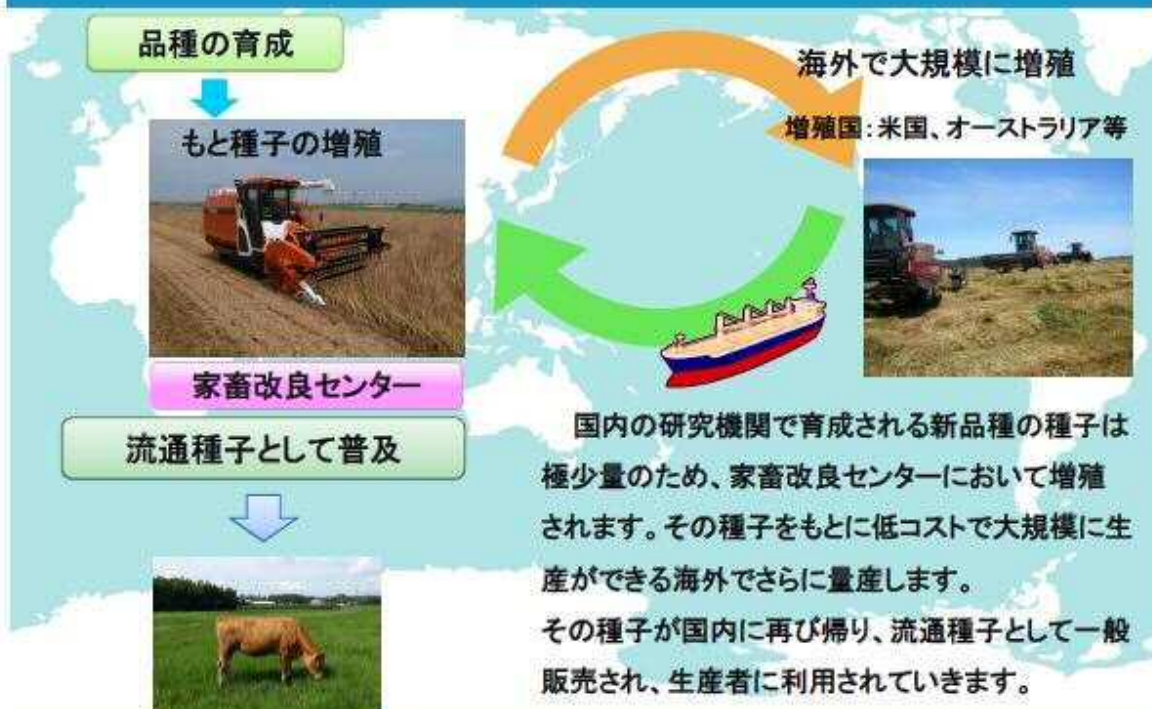 品種の育成
もと種子の増殖
家畜改良センター
流通種子として普及
海外で大規模に増殖
増殖国:米国、オーストラリア等
国内の研究機関で育成される新品種の種子は
極少量のため、家畜改良センターにおいて増殖
されます。その種子をもとに低コストで大規模に生
産ができる海外でさらに量産します。
その種子が国内に再び帰り、流通種子として一般
販売され、生産者に利用されていきます。